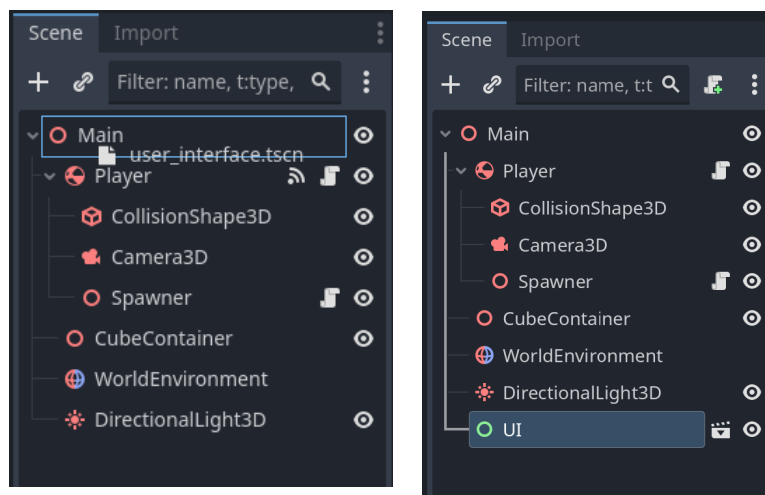 Scene Import
Filter: name, t:type,
Main
user_interface.tscn
Player
CollisionShape3D
Camera3D
Spawner
CubeContainer
WorldEnvironment
DirectionalLight3D
Scene Import
Filter: name, t:t
Main
Player
CollisionShape3D
Camera3D
Spawner
CubeContainer
WorldEnvironment
DirectionalLight3D
UI